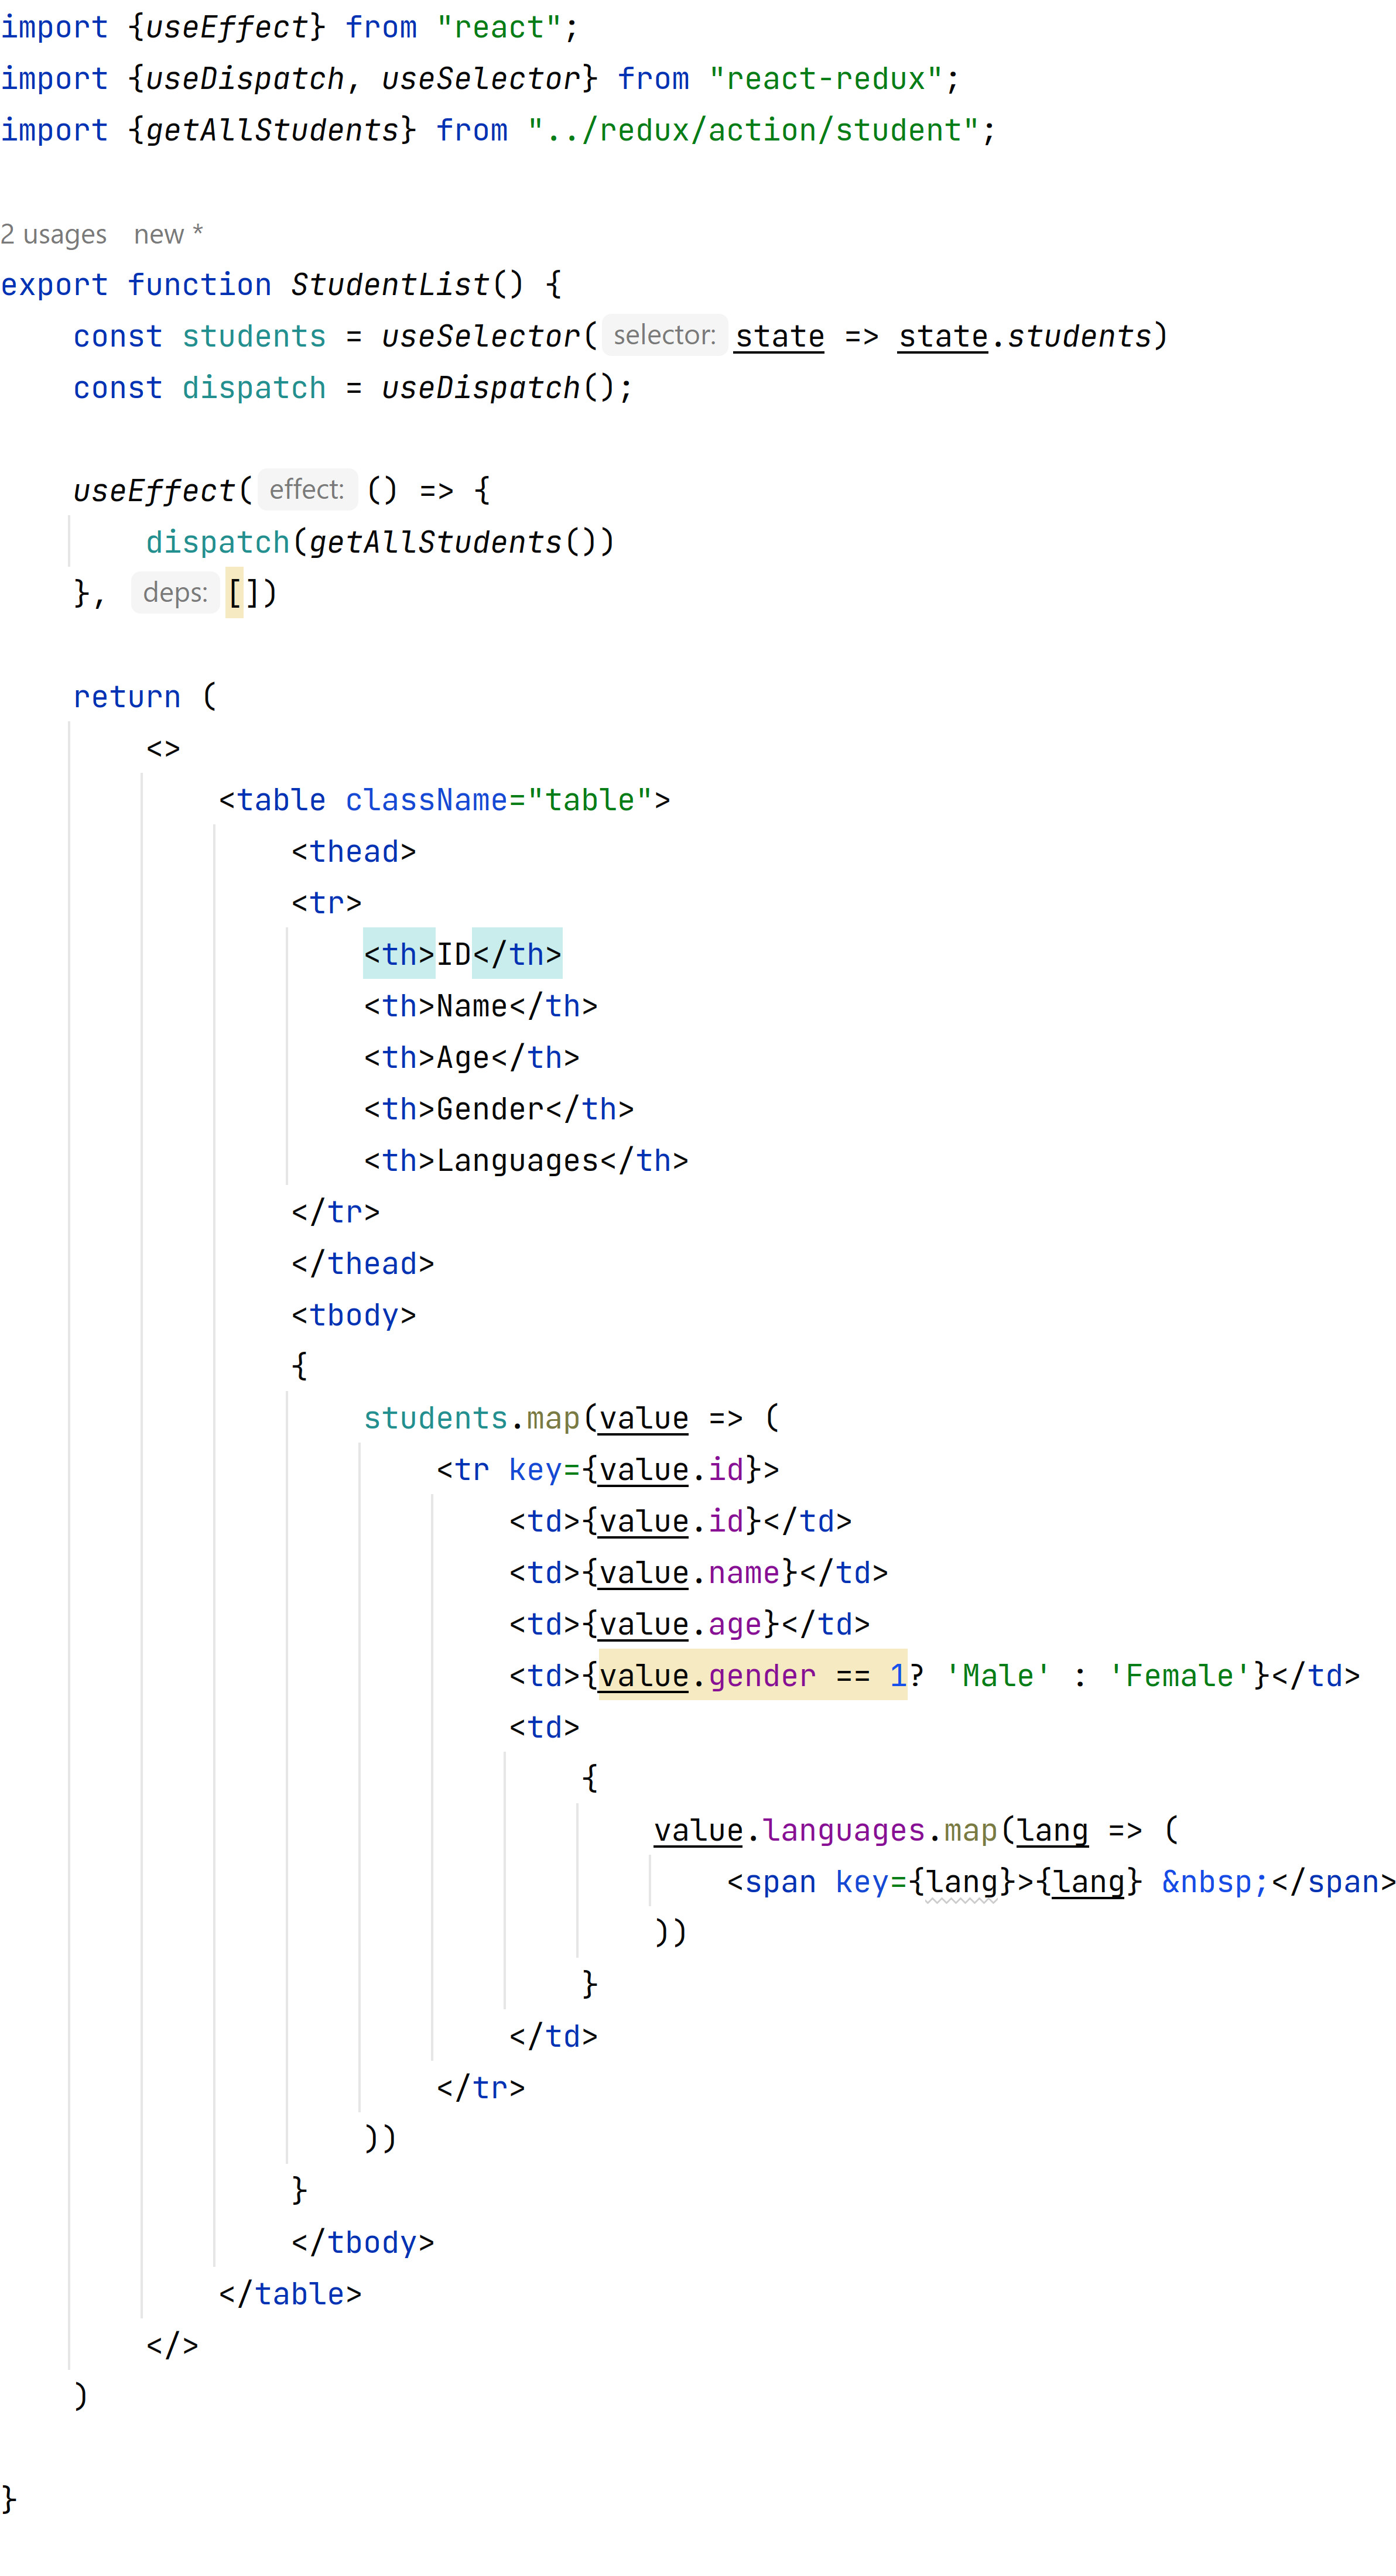 import {useEffect} from "react";
import {useDispatch, useSelector} from "react-redux";
import {getAllStudents} from "../redux/action/student";
2 usages new *
export function StudentList() {
const students = useSelector( selector: state => state.students)
const dispatch = useDispatch();
useEffect( effect: () => {
dispatch(getAllStudents())
}, deps: [])
return (
<>
<table className="table">
<thead>
<tr>
<th>ID</th>
<th>Name</th>
<th>Age</th>
<th>Gender</th>
<th>Languages</th>
</tr>
</thead>
<tbody>
{
students.map(value => (
<tr key={value.id}>
<td>{value.id}</td>
<td>{value.name}</td>
<td>{value.age}</td>
<td>{value.gender == 1? 'Male' : 'Female'}</td>
<td>
{
value.languages.map(lang => (
<span key={lang}>{lang} &nbsp;</span>
))
}
</td>
</tr>
))
}
</tbody>
</table>
</>
)
}